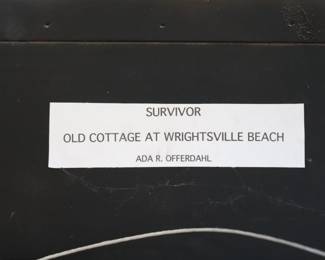 SURVIVOR
OLD COTTAGE AT WRIGHTSVILLE BEACH
ADA R. OFFERDAHL